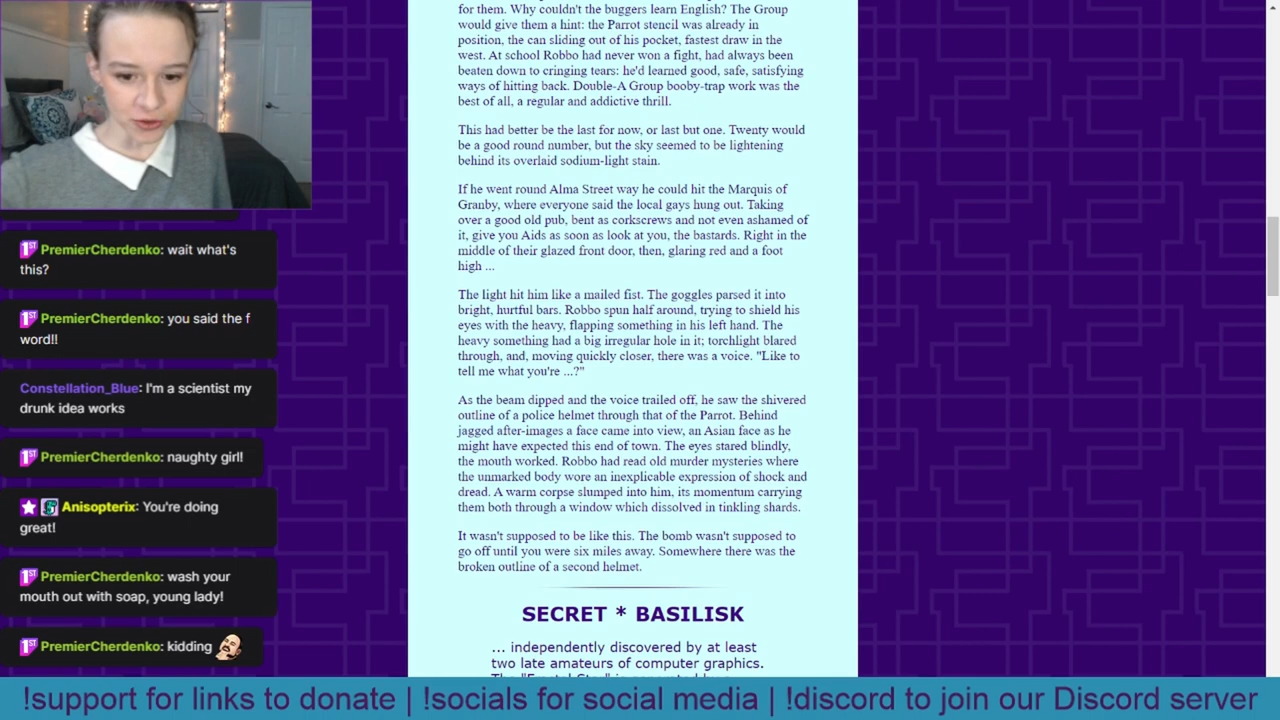 for them. Why couldn't the buggers learn English? The Group
would give them a hint: the Parrot stencil was already in
position, the can sliding out of his pocket, fastest draw in the
west. At school Robbo had never won a fight, had always been
beaten down to cringing tears: he'd learned good, safe, satisfying
ways of hitting back. Double-A Group booby-trap work was the
best of all, a regular and addictive thrill.
This had better be the last for now, or last but one. Twenty would
be a good round number, but the sky seemed to be lightening
behind its overlaid sodium-light stain.
If he went round Alma Street way he could hit the Marquis of
Granby, where everyone said the local gays hung out. Taking
over a good old pub, bent as corkscrews and not even ashamed of
it, give you Aids as soon as look at you, the bastards. Right in the
middle of their glazed front door, then, glaring red and a foot
high ...
The light hit him like a mailed fist. The goggles parsed it into
bright, hurtful bars. Robbo spun half around, trying to shield his
eyes with the heavy, flapping something in his left hand. The
heavy something had a big irregular hole in it; torchlight blared
through, and, moving quickly closer, there was a voice. "Like to
tell me what you're ...?"
As the beam dipped and the voice trailed off, he saw the shivered
outline of a police helmet through that of the Parrot. Behind
jagged after-images a face came into view, an Asian face as he
might have expected this end of town. The eyes stared blindly,
the mouth worked. Robbo had read old murder mysteries where
the unmarked body wore an inexplicable expression of shock and
dread. A warm corpse slumped into him, its momentum carrying
them both through a window which dissolved in tinkling shards.
It wasn't supposed to be like this. The bomb wasn't supposed to
go off until you were six miles away. Somewhere there was the
broken outline of a second helmet.
SECRET * BASILISK
... independently discovered by at least
two late amateurs of computer graphics.
1ST PremierCherdenko: wait what's
this?
1ST PremierCherdenko: you said the f
word!!
Constellation_Blue: I'm a scientist my
drunk idea works
1ST PremierCherdenko: naughty girl!
Anisopterix: You're doing
great!
1ST PremierCherdenko: wash your
mouth out with soap, young lady!
1ST PremierCherdenko: kidding
!support for links to donate | !socials for social media | !discord to join our Discord server